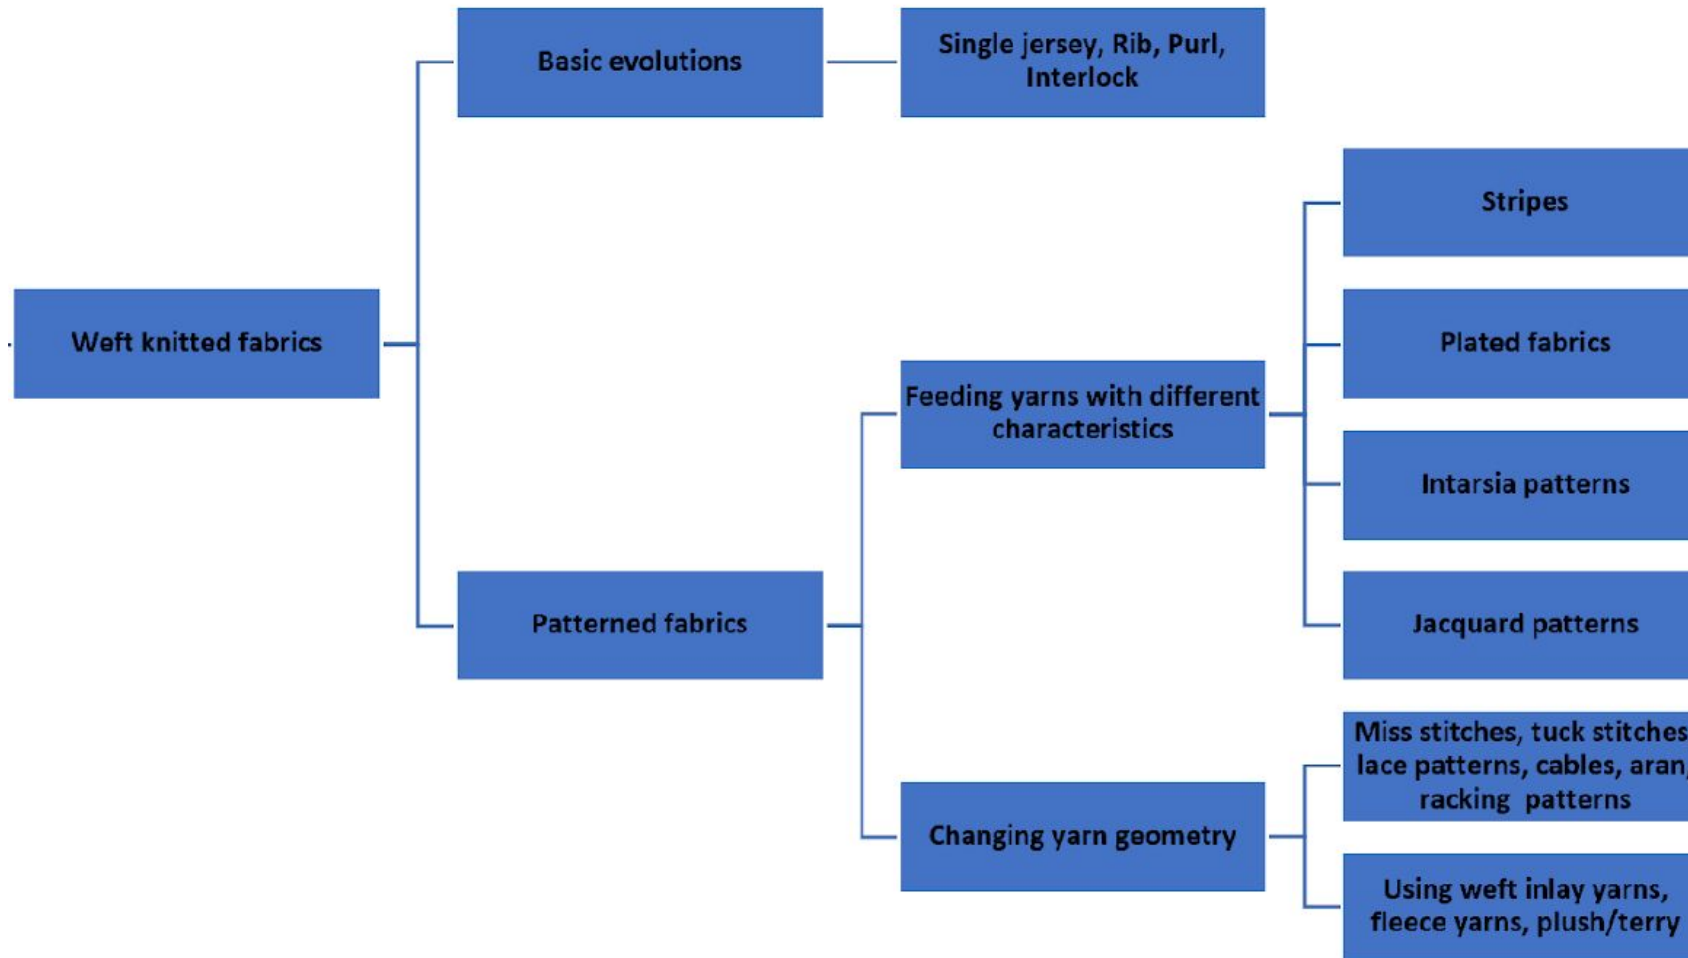 Basic evolutions
Single jersey, Rib, Purl,
Interlock
Stripes
Weft knitted fabrics
Plated fabrics
Feeding yarns with different
characteristics
Intarsia patterns
Patterned fabrics
Jacquard patterns
Miss stitches, tuck stitches
lace patterns, cables, aran,
racking patterns
Changing yarn geometry
Using weft inlay yarns,
fleece yarns, plush/terry